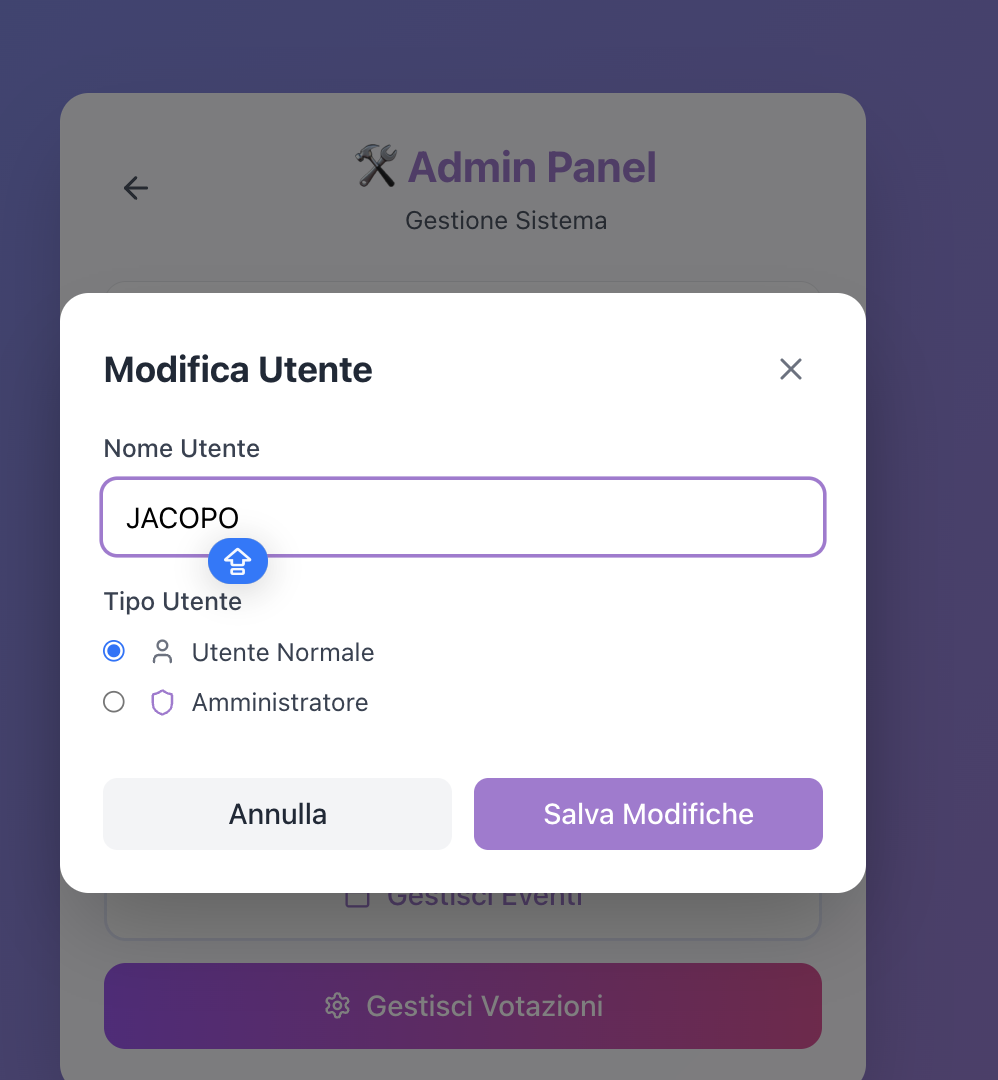 Admin Panel
Gestione Sistema
Modifica Utente
Nome Utente
JACOPO
Tipo Utente
Utente Normale
Amministratore
Annulla
Salva Modifiche
Gestisci Eventi
Gestisci Votazioni